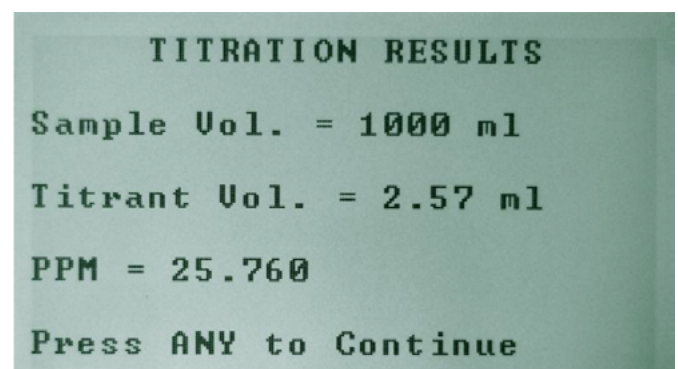 TITRATION RESULTS
Sample Vol. = 1000 ml
Titrant Vol. = 2.57 ml
PPM = 25.760
Press ANY to Continue